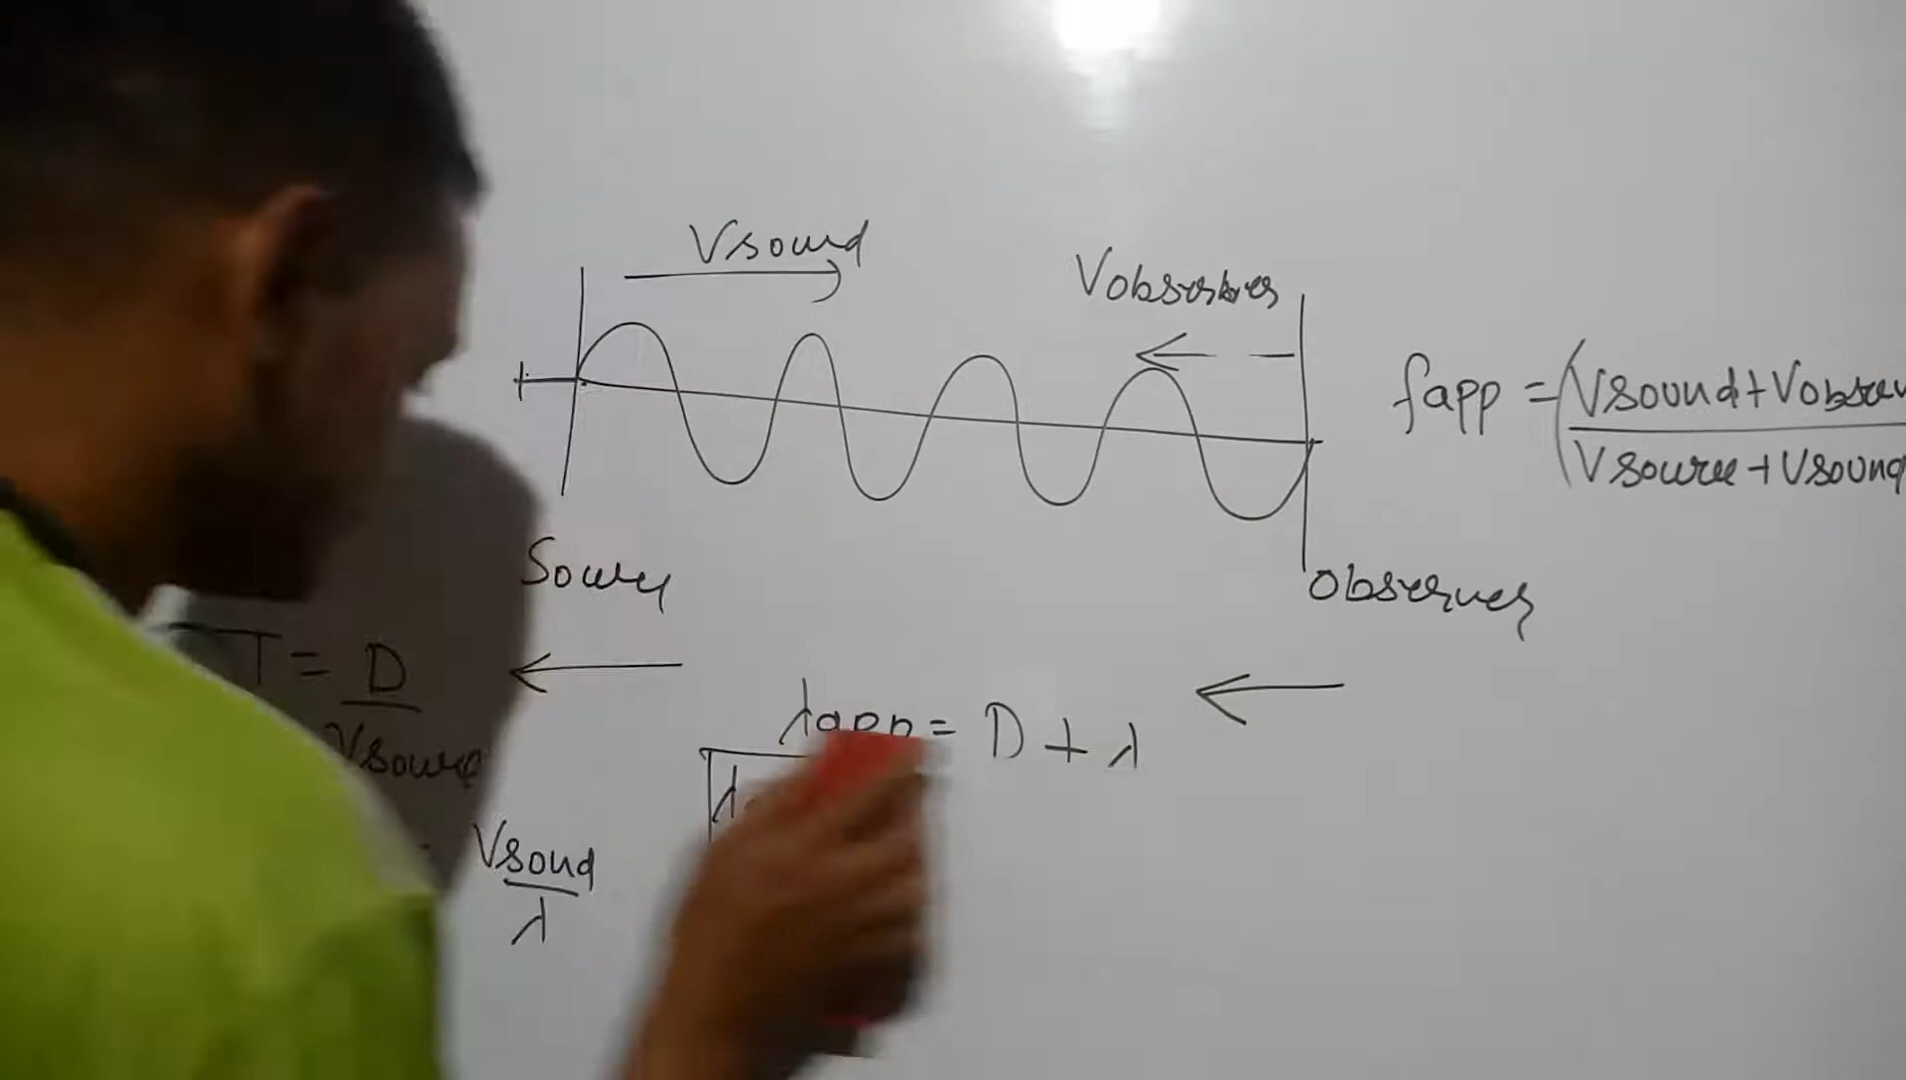 Vsound
Vobserver
fapp = (Vsound+Vobser
Vsource+Vsound
Source
Observer
T = D
Vsource
λapp = D + λ
λ
Vsound
λ